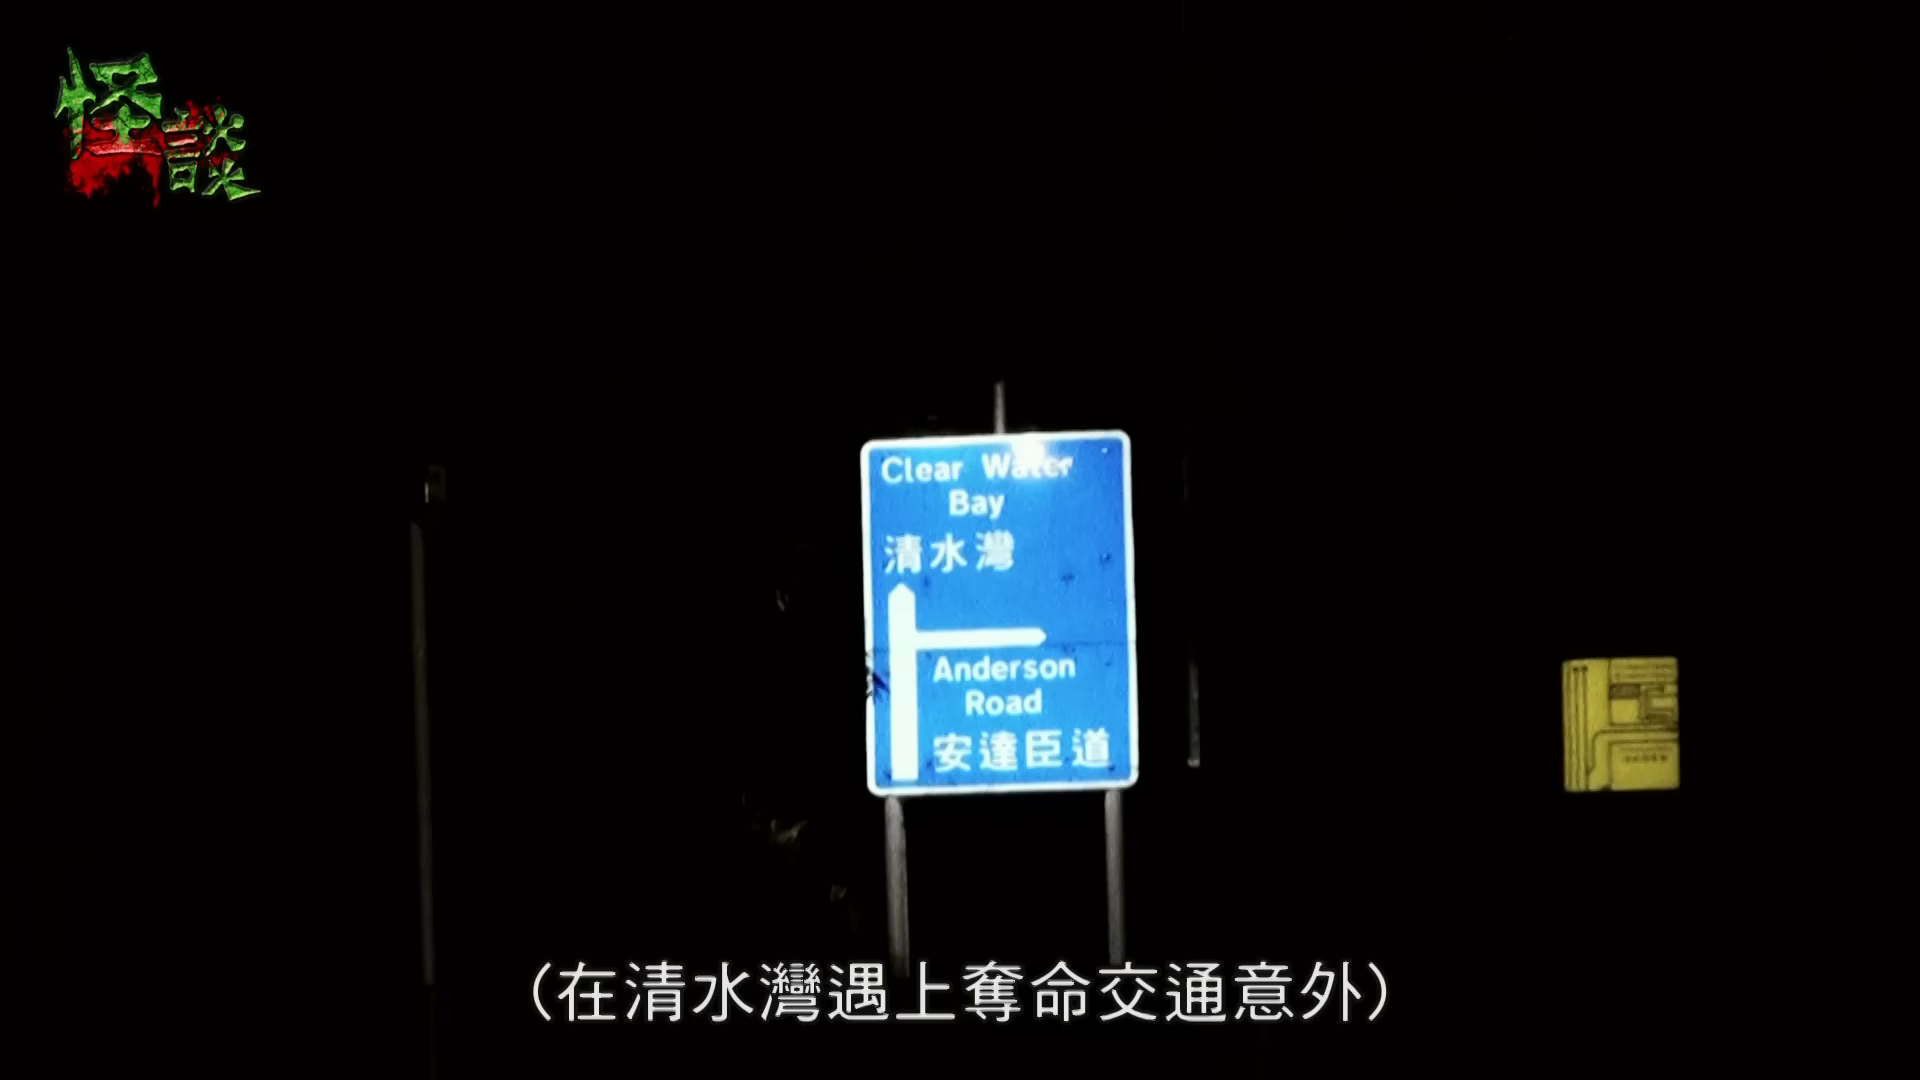 怪談
Clear Water
Bay
清水灣
Anderson
Road
安達臣道
（在清水灣遇上奪命交通意外）